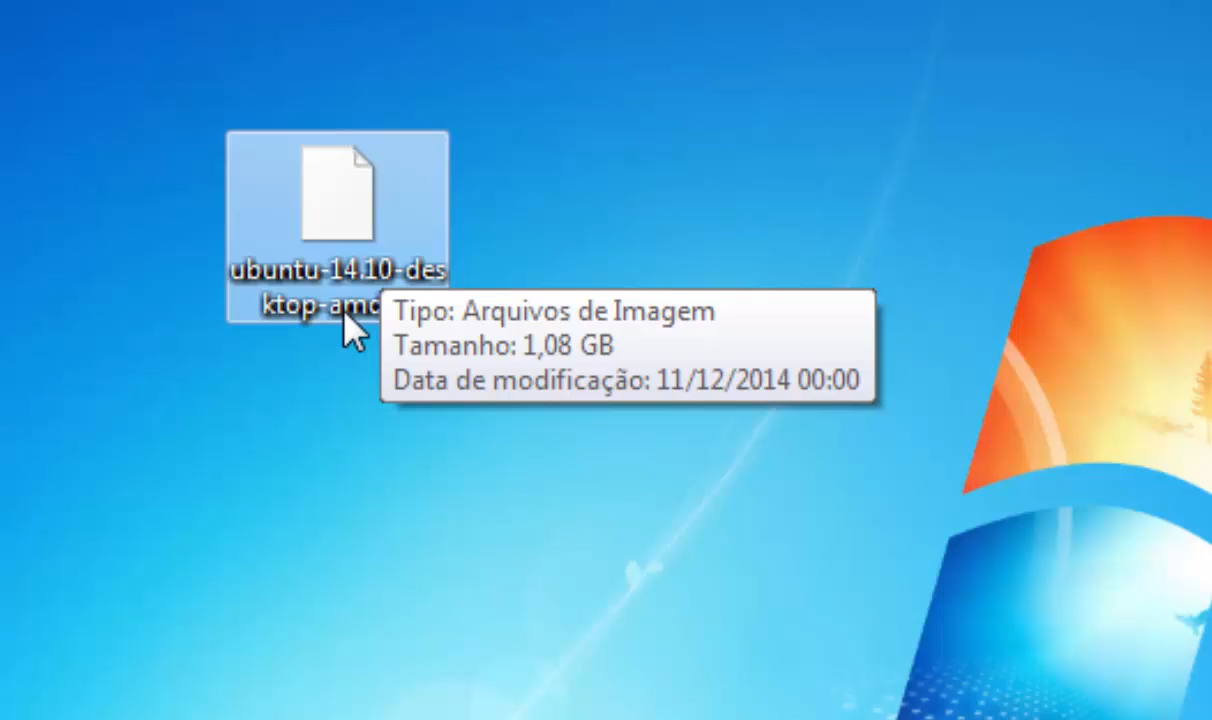 ubuntu-14.10-des
ktop-amd
Tipo: Arquivos de Imagem
Tamanho: 1,08 GB
Data de modificação: 11/12/2014 00:00